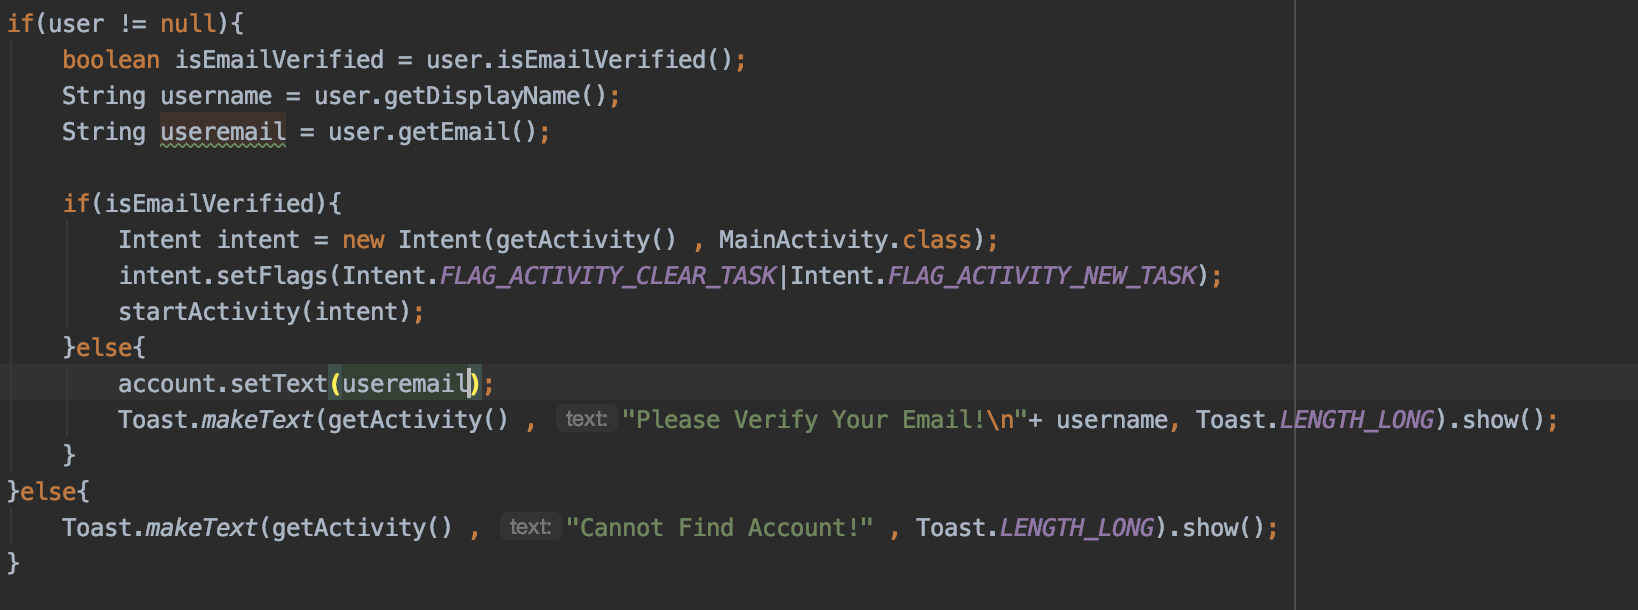 if(user != null){
boolean isEmailVerified = user.isEmailVerified();
String username = user.getDisplayName();
String useremail = user.getEmail();
if(isEmailVerified){
Intent intent = new Intent(getActivity() , MainActivity.class);
intent.setFlags(Intent.FLAG_ACTIVITY_CLEAR_TASK|Intent.FLAG_ACTIVITY_NEW_TASK);
startActivity(intent);
}else{
account.setText(useremail);
Toast.makeText(getActivity() , text: "Please Verify Your Email!\n"+ username, Toast.LENGTH_LONG).show();
}
}else{
Toast.makeText(getActivity() , text: "Cannot Find Account!" , Toast.LENGTH_LONG).show();
}